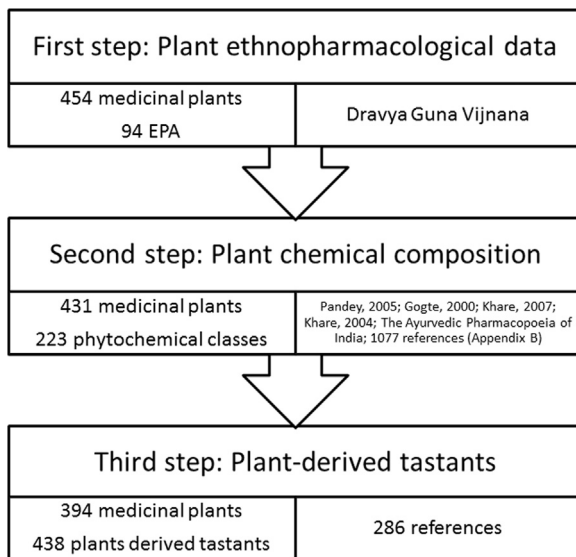 First step: Plant ethnopharmacological data
454 medicinal plants
94 EPA
Dravya Guna Vijnana
Second step: Plant chemical composition
431 medicinal plants
223 phytochemical classes
Pandey, 2005; Gogte, 2000; Khare, 2007;
Khare, 2004; The Ayurvedic Pharmacopoeia of
India; 1077 references (Appendix B)
Third step: Plant-derived tastants
394 medicinal plants
438 plants derived tastants
286 references